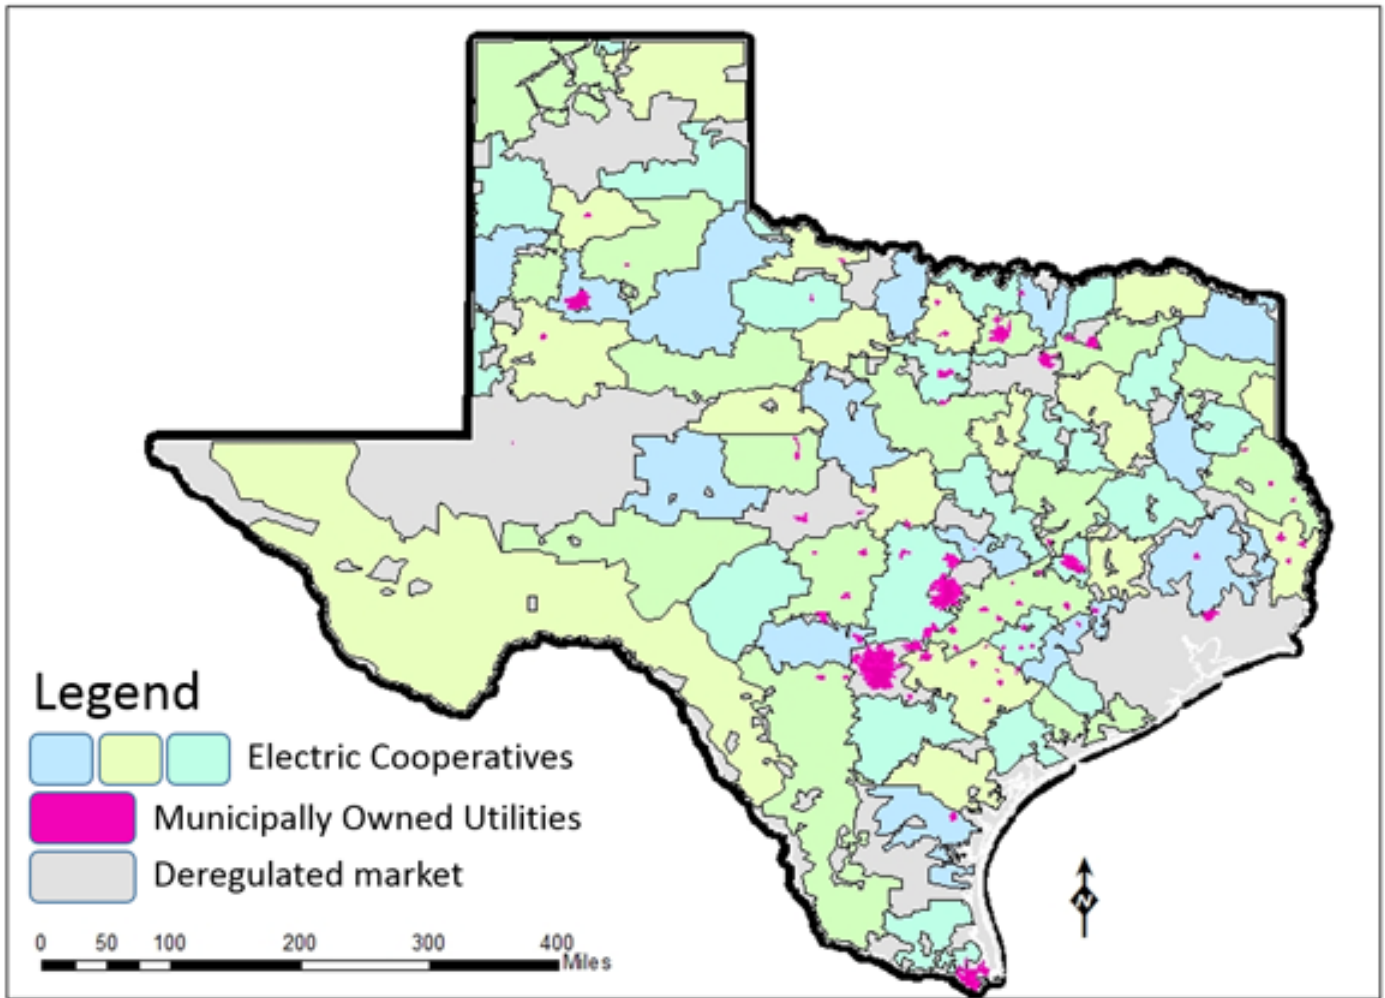 Legend
Electric Cooperatives
Municipally Owned Utilities
Deregulated market
0 50 100 200 300 400
Miles
N